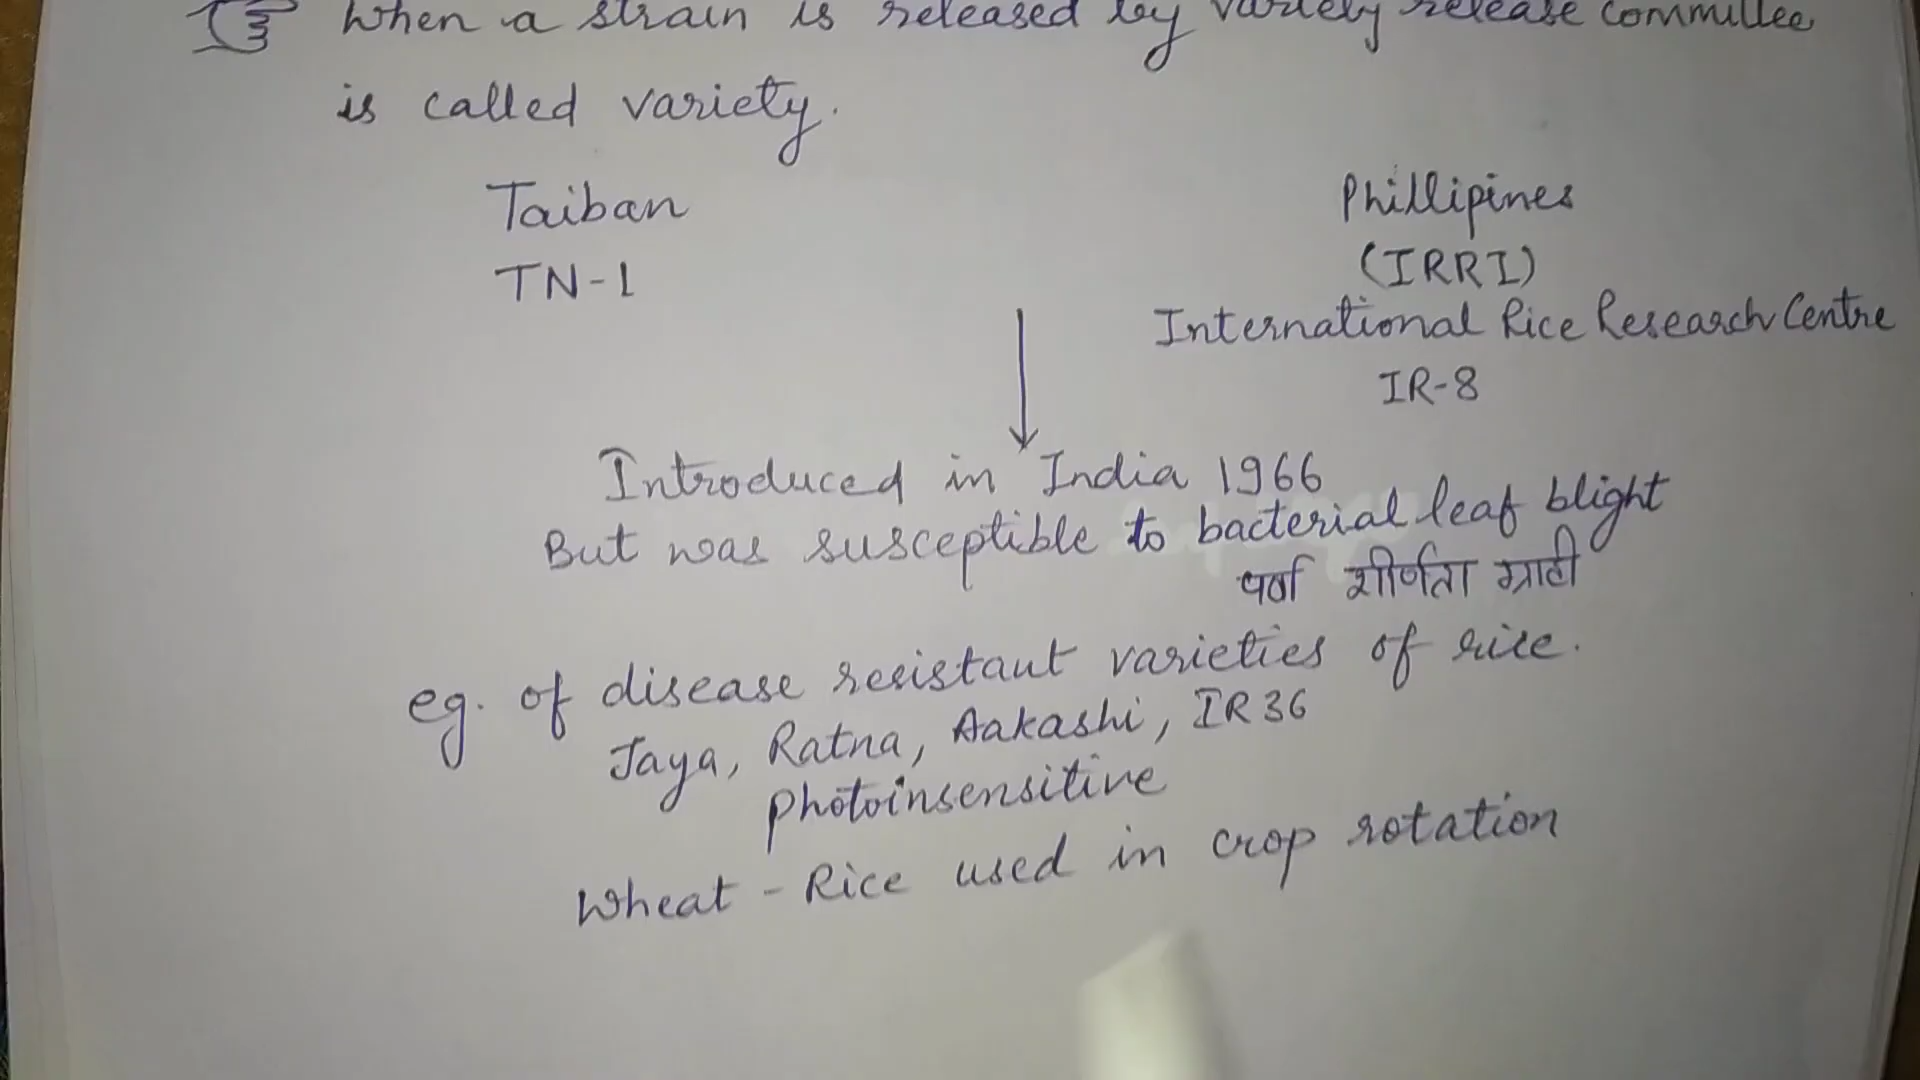 When a strain is released by variety release committee
is called variety.
Taiban
TN-1
Phillipines
(IRRI)
International Rice Research Centre
IR-8
Introduced in India 1966
But was susceptible to bacterial leaf blight
पर्ण शीर्णता ग्राही
eg. of disease resistant varieties of rice.
Jaya, Ratna, Aakashi, IR36
Photoinsensitive
Wheat - Rice used in crop rotation